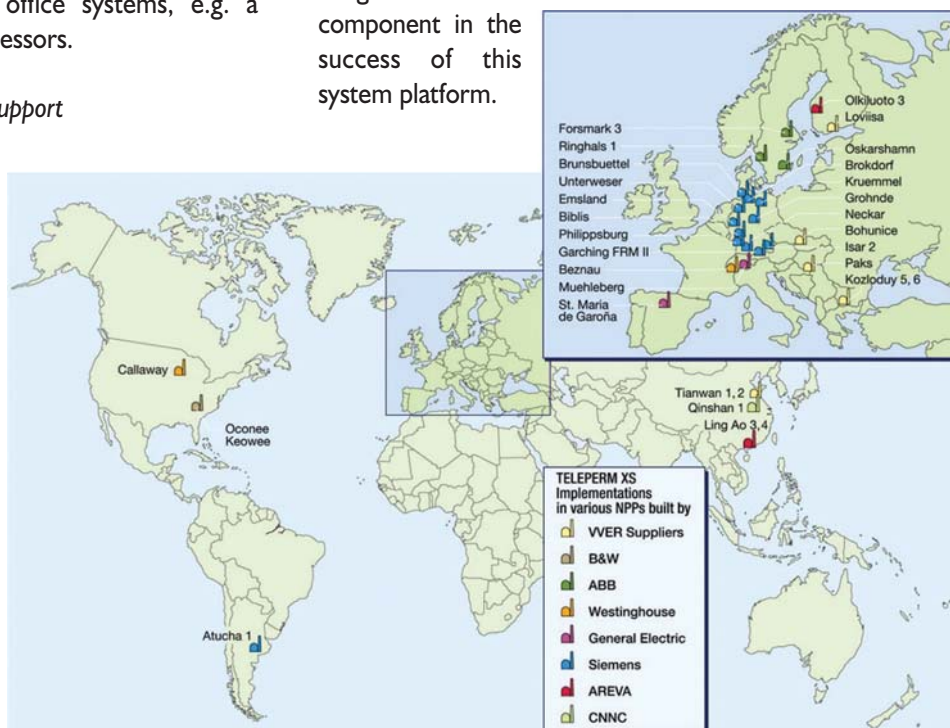 office systems, e.g. a
essors.
upport
component in the
success of this
system platform.
Forsmark 3
Ringhals 1
Brunsbuettel
Unterweser
Emsland
Biblis
Philippsburg
Garching FRM II
Beznau
Muehleberg
St. Maria
de Garoña
Olkiluoto 3
Loviisa
Oskarshamn
Brokdorf
Kruemmel
Grohnde
Neckar
Bohunice
Isar 2
Paks
Kozloduy 5, 6
Callaway
Oconee
Keowee
Atucha 1
Tianwan 1, 2
Qinshan 1
Ling Ao 3,4
TELEPERM XS
Implementations
in various NPPs built by
VVER Suppliers
B&W
ABB
Westinghouse
General Electric
Siemens
AREVA
CNNC